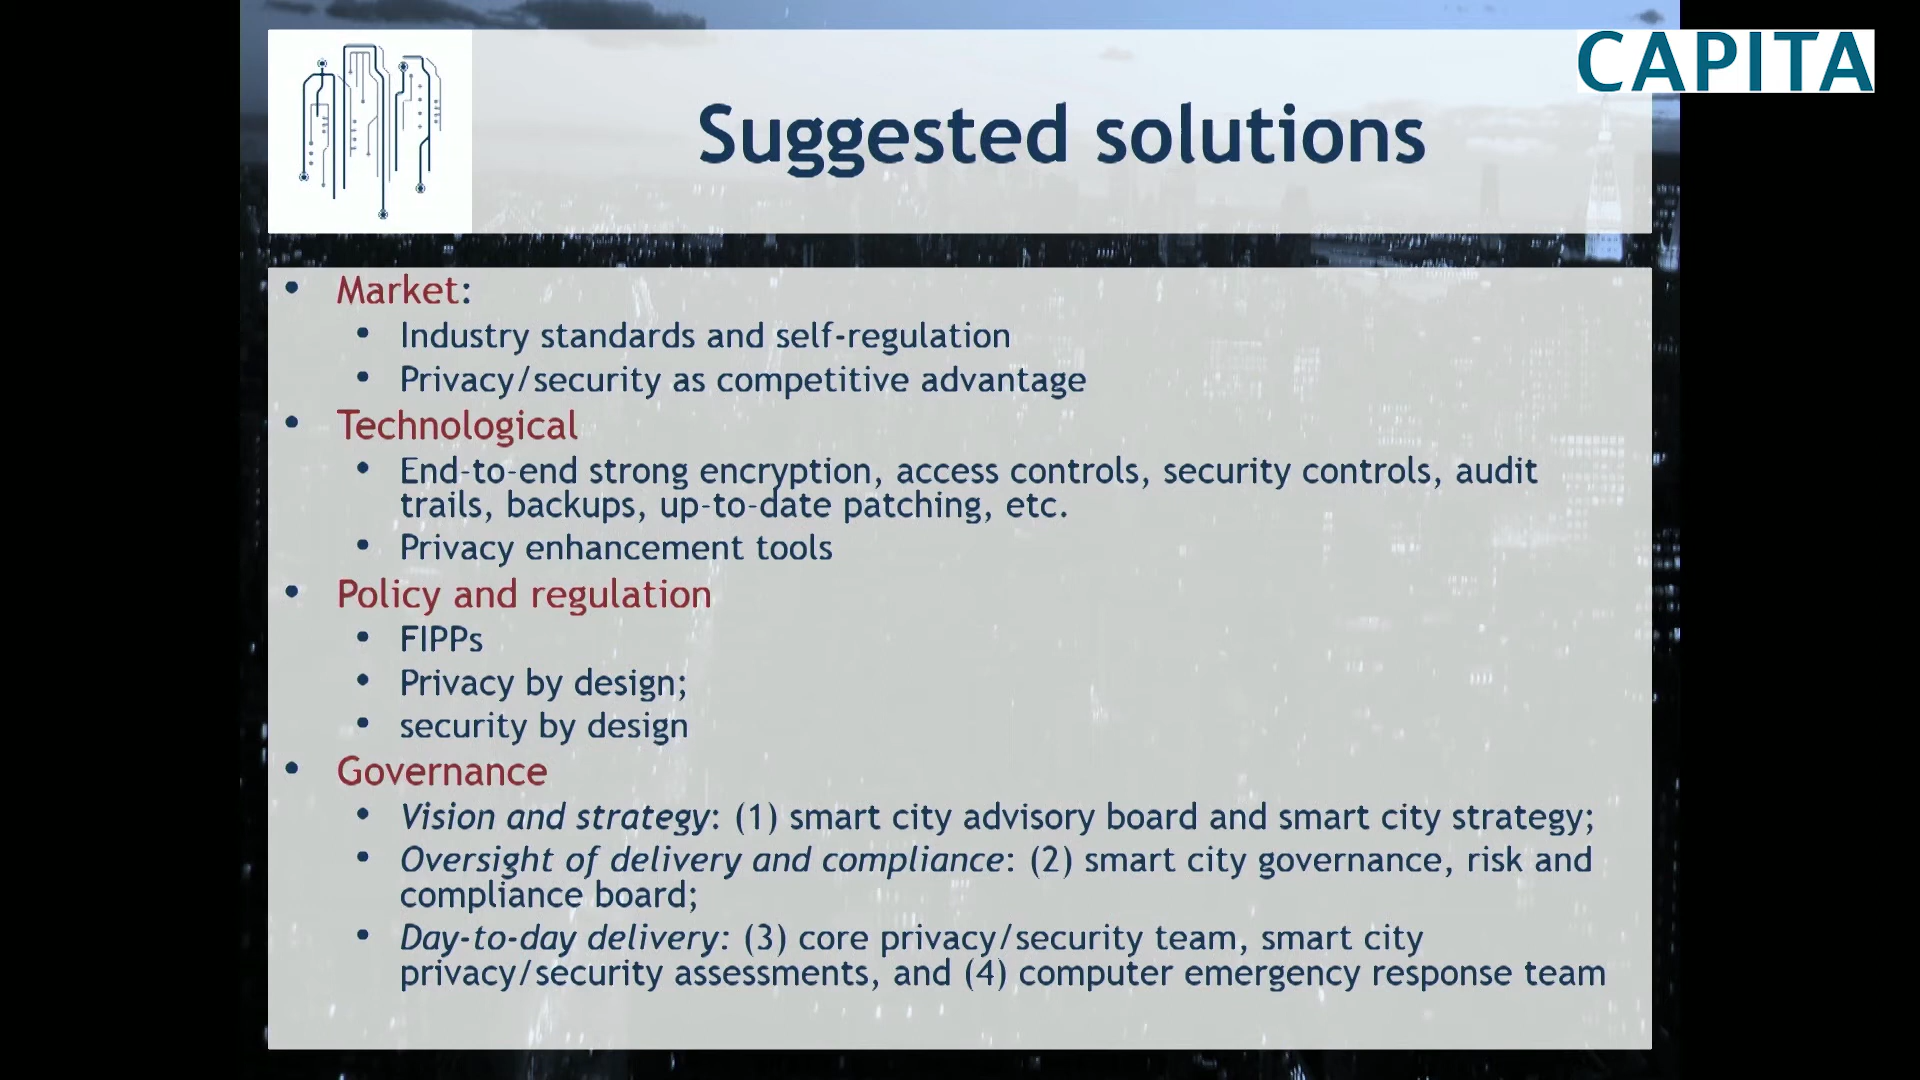 CAPITA
Suggested solutions
• Market:
• Industry standards and self-regulation
• Privacy/security as competitive advantage
• Technological
• End-to-end strong encryption, access controls, security controls, audit
trails, backups, up-to-date patching, etc.
• Privacy enhancement tools
• Policy and regulation
• FIPPs
• Privacy by design;
• security by design
• Governance
• Vision and strategy: (1) smart city advisory board and smart city strategy;
• Oversight of delivery and compliance: (2) smart city governance, risk and
compliance board;
• Day-to-day delivery: (3) core privacy/security team, smart city
privacy/security assessments, and (4) computer emergency response team